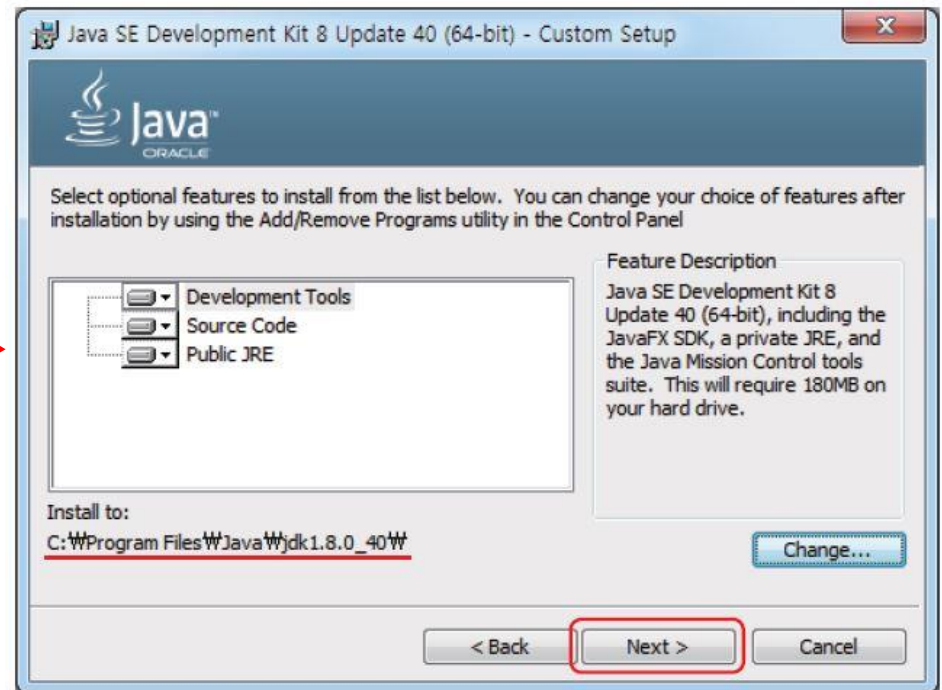 Java SE Development Kit 8 Update 40 (64-bit) - Custom Setup
Java™
ORACLE
Select optional features to install from the list below. You can change your choice of features after
installation by using the Add/Remove Programs utility in the Control Panel
Development Tools
Source Code
Public JRE
Feature Description
Java SE Development Kit 8
Update 40 (64-bit), including the
JavaFX SDK, a private JRE, and
the Java Mission Control tools
suite. This will require 180MB on
your hard drive.
Install to:
C:₩Program Files₩Java₩jdk1.8.0_40₩
Change...
< Back
Next >
Cancel